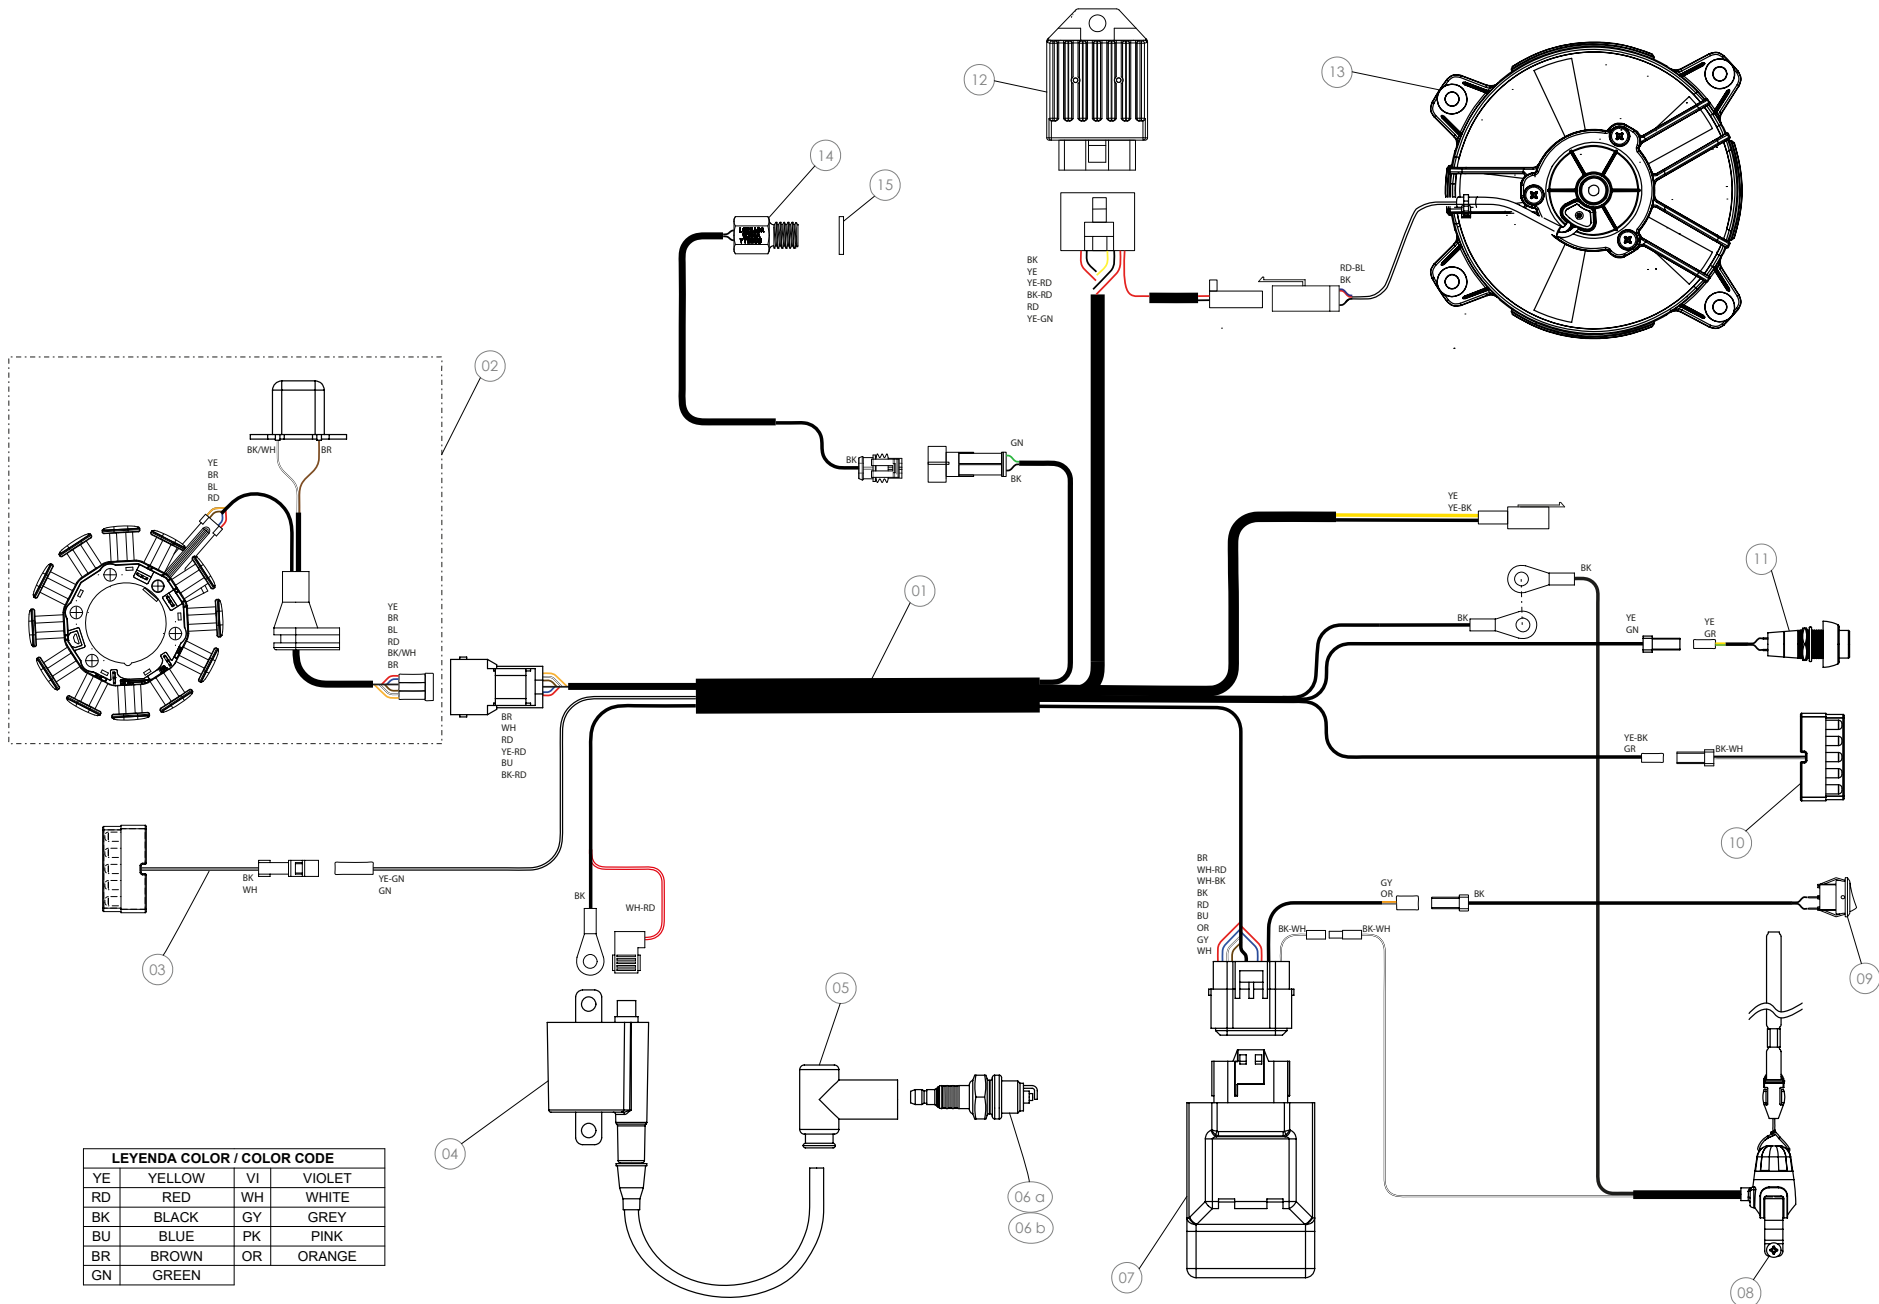 12
13
14
15
BK
YE
YE-RD
BK-RD
RD
YE-GN
RD-BL
BK
02
BK/WH
BR
YE
BR
BL
RD
BK
GN
BK
YE
YE-BK
11
BK
BK
01
YE
GN
YE
GR
YE
BR
BL
RD
BK/WH
BR
BR
WH
RD
YE-RD
BU
BK-RD
YE-BK
GR
BK-WH
10
BK
WH
YE-GN
GN
03
BK
WH-RD
BR
WH-RD
WH-BK
BK
RD
BU
OR
GY
WH
GY
OR
BK
BK-WH
BK-WH
09
05
04
06 a
06 b
07
08
LEYENDA COLOR / COLOR CODE
YE YELLOW VI VIOLET
RD RED WH WHITE
BK BLACK GY GREY
BU BLUE PK PINK
BR BROWN OR ORANGE
GN GREEN